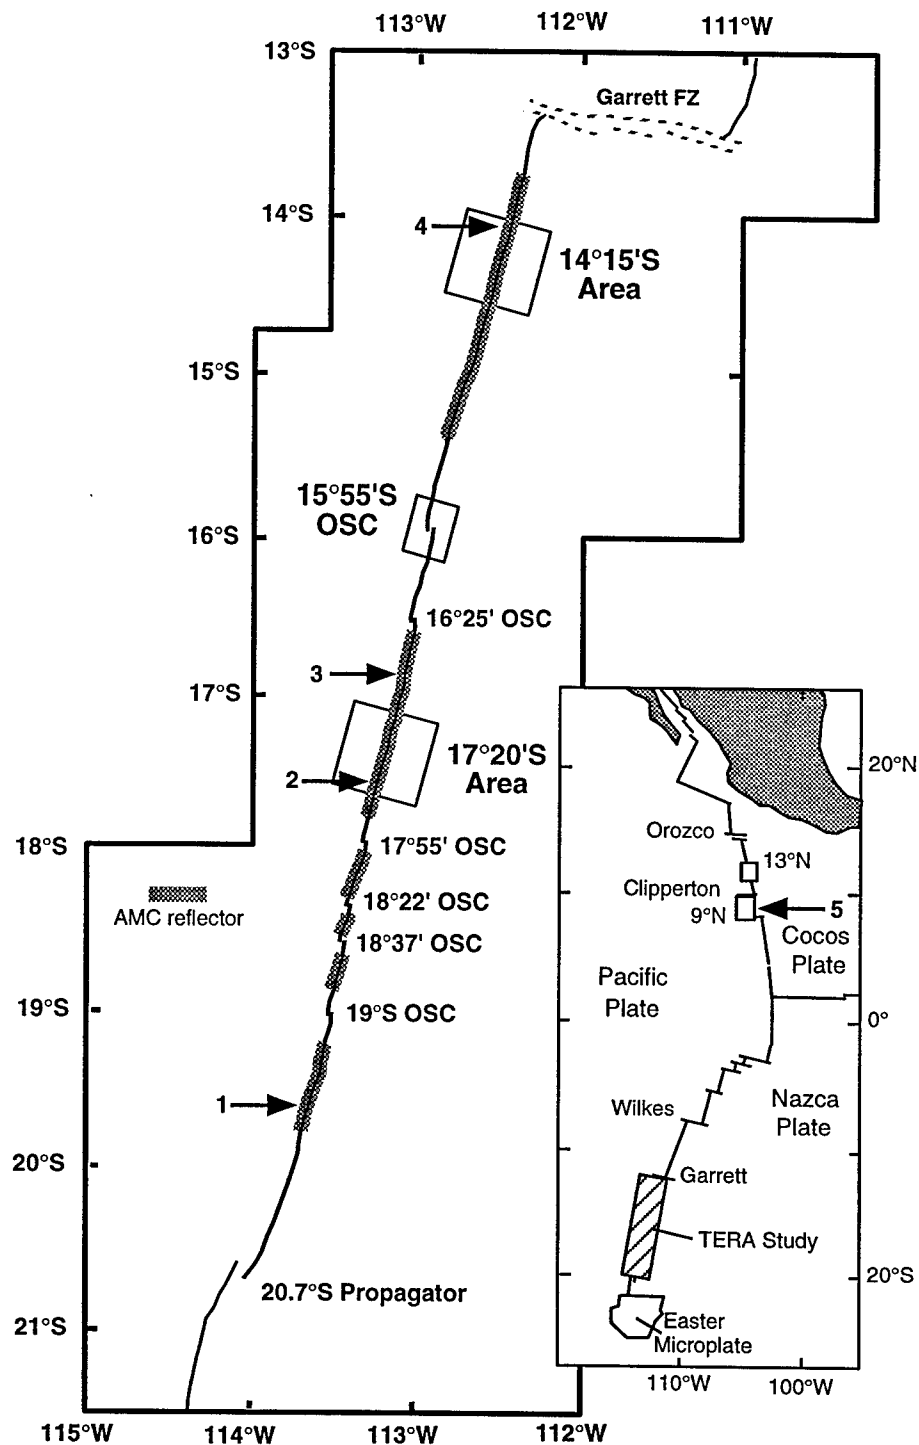 113°W
112°W
111°W
13°S
Garrett FZ
14°S
4
14°15'S
Area
15°S
15°55'S
OSC
16°S
16°25' OSC
3
17°S
17°20'S
Area
2
18°S
17°55' OSC
AMC reflector
18°22' OSC
18°37' OSC
19°S
19°S OSC
1
20°S
20.7°S Propagator
21°S
115°W
114°W
113°W
112°W
20°N
Orozco
13°N
Clipperton
9°N
5
Cocos
Plate
Pacific
Plate
0°
Nazca
Plate
Wilkes
Garrett
TERA Study
20°S
Easter
Microplate
110°W
100°W